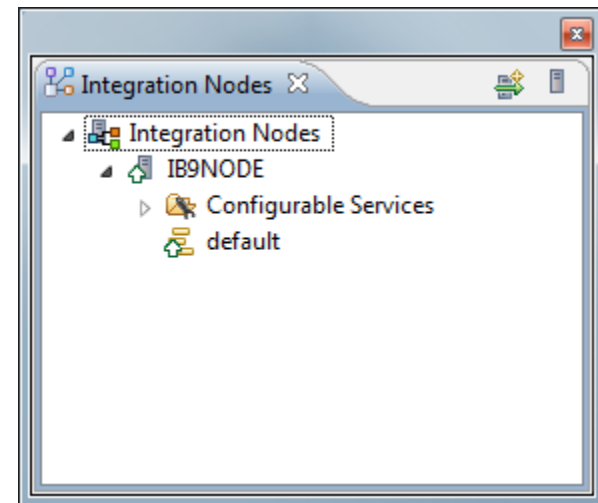 Integration Nodes
Integration Nodes
IB9NODE
Configurable Services
default